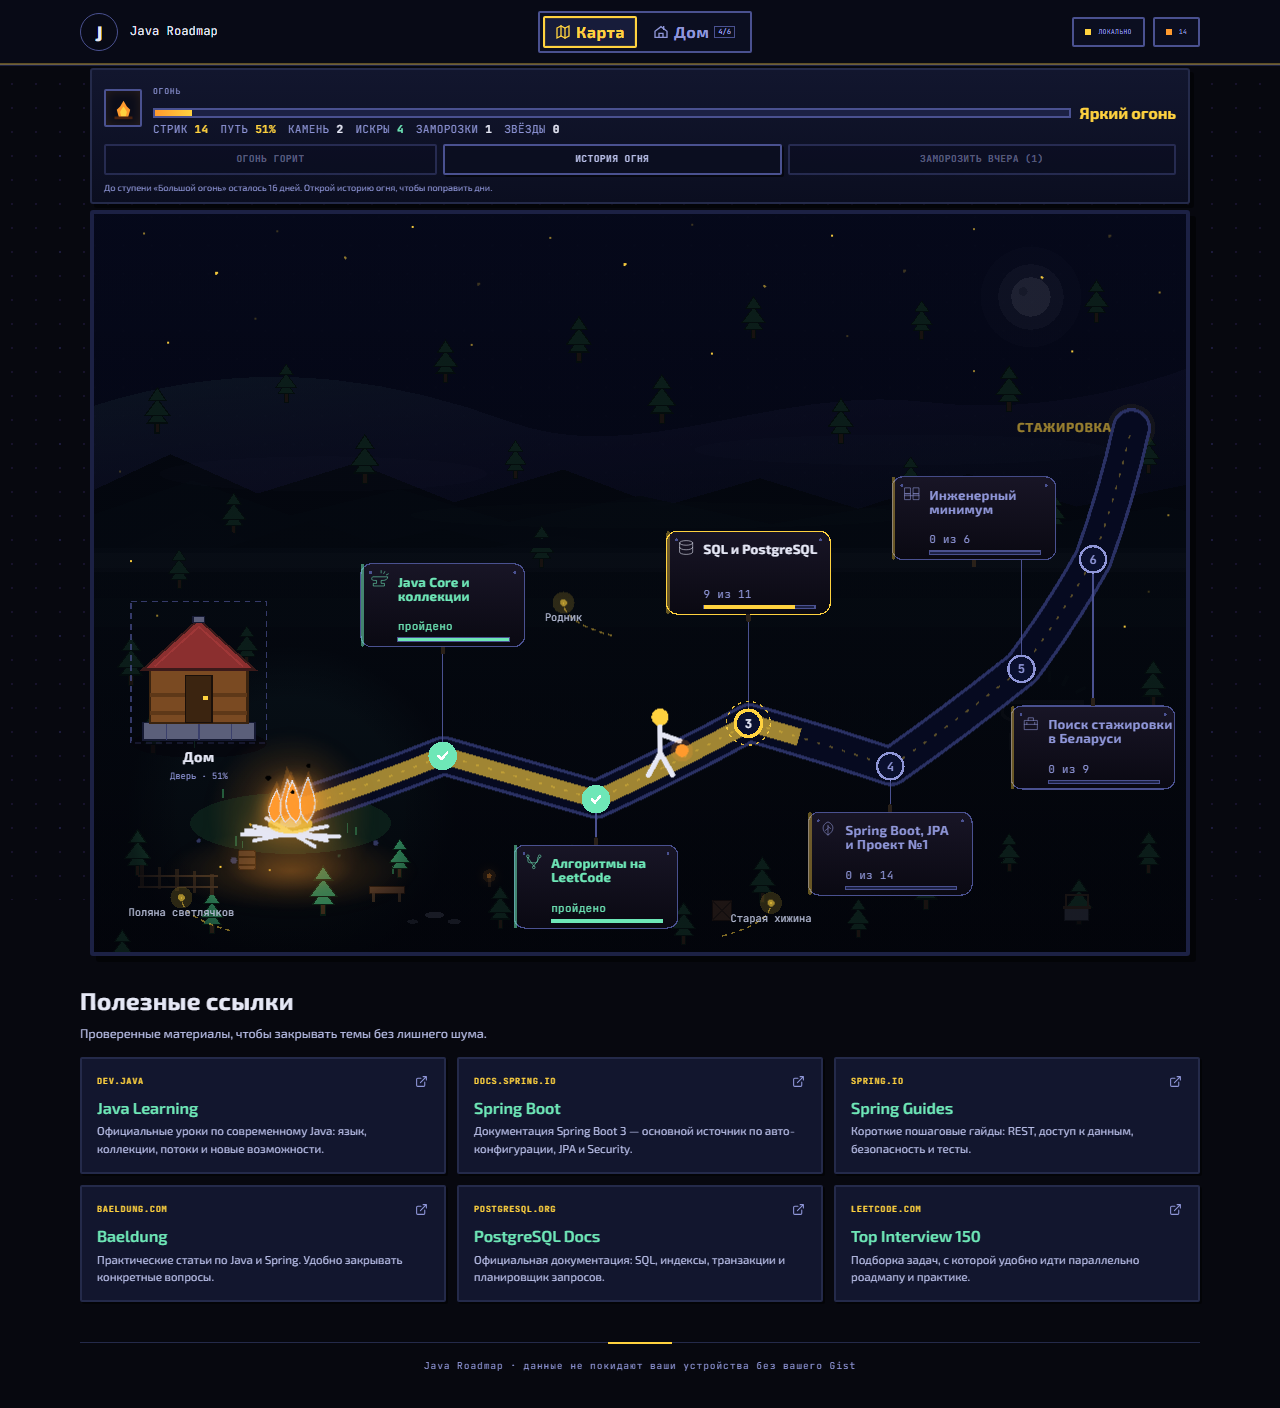 J
Java Roadmap
Карта
Дом 4/6
ЛОКАЛЬНО
14
ОГОНЬ
Яркий огонь
СТРИК 14 ПУТЬ 51% КАМЕНЬ 2 ИСКРЫ 4 ЗАМОРОЗКИ 1 ЗВЁЗДЫ 0
ОГОНЬ ГОРИТ
ИСТОРИЯ ОГНЯ
ЗАМОРОЗИТЬ ВЧЕРА (1)
До ступени «Большой огонь» осталось 16 дней. Открой историю огня, чтобы поправить дни.
СТАЖИРОВКА
Инженерный
минимум
0 из 6
SQL и PostgreSQL
9 из 11
Java Core и
коллекции
пройдено
Родник
6
5
3
4
Поиск стажировки
в Беларуси
0 из 9
Дом
Дверь · 51%
Spring Boot, JPA
и Проект №1
0 из 14
Алгоритмы на
LeetCode
пройдено
Поляна светлячков
Старая хижина
Полезные ссылки
Проверенные материалы, чтобы закрывать темы без лишнего шума.
DEV.JAVA
Java Learning
Официальные уроки по современному Java: язык,
коллекции, потоки и новые возможности.
DOCS.SPRING.IO
Spring Boot
Документация Spring Boot 3 — основной источник по авто-
конфигурации, JPA и Security.
SPRING.IO
Spring Guides
Короткие пошаговые гайды: REST, доступ к данным,
безопасность и тесты.
BAELDUNG.COM
Baeldung
Практические статьи по Java и Spring. Удобно закрывать
конкретные вопросы.
POSTGRESQL.ORG
PostgreSQL Docs
Официальная документация: SQL, индексы, транзакции и
планировщик запросов.
LEETCODE.COM
Top Interview 150
Подборка задач, с которой удобно идти параллельно
роадмапу и практике.
Java Roadmap · данные не покидают ваши устройства без вашего Gist